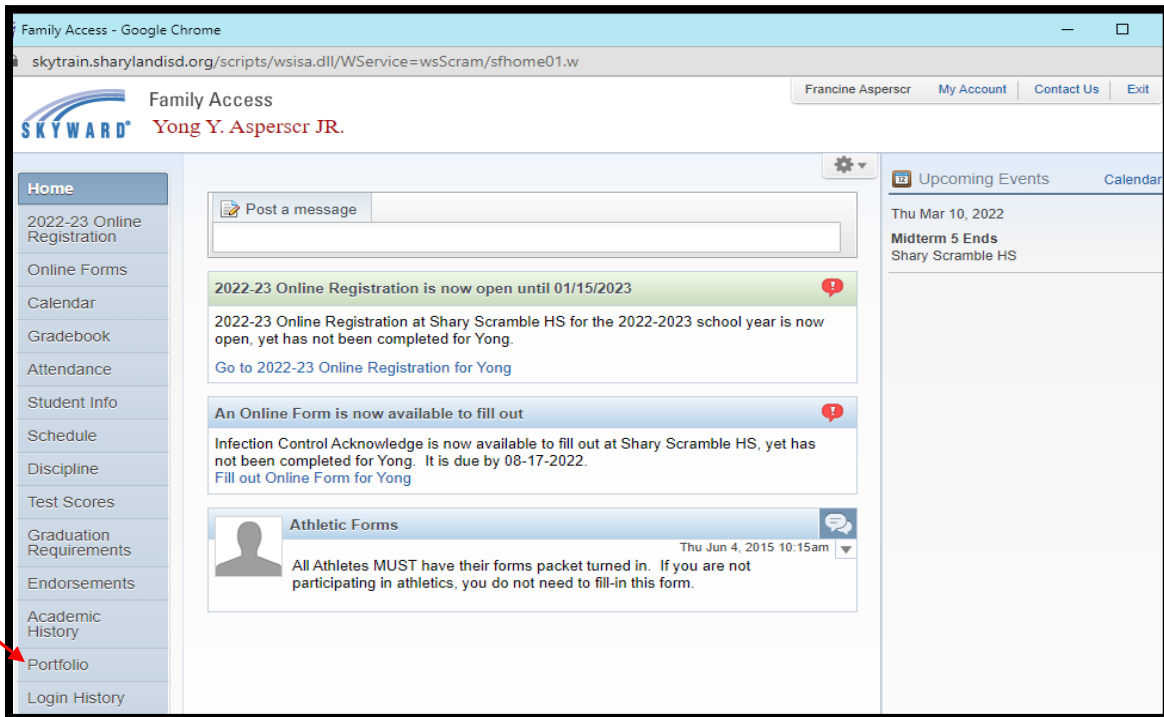 Family Access - Google Chrome
skytrain.sharylandisd.org/scripts/wsisa.dll/WService=wsScram/sfhome01.w
SKYWARD®
Family Access
Yong Y. Asperscr JR.
Francine Asperscr My Account Contact Us Exit
Home
2022-23 Online
Registration
Online Forms
Calendar
Gradebook
Attendance
Student Info
Schedule
Discipline
Test Scores
Graduation
Requirements
Endorsements
Academic
History
Portfolio
Login History
Post a message
2022-23 Online Registration is now open until 01/15/2023
2022-23 Online Registration at Shary Scramble HS for the 2022-2023 school year is now
open, yet has not been completed for Yong.
Go to 2022-23 Online Registration for Yong
An Online Form is now available to fill out
Infection Control Acknowledge is now available to fill out at Shary Scramble HS, yet has
not been completed for Yong. It is due by 08-17-2022.
Fill out Online Form for Yong
Athletic Forms
Thu Jun 4, 2015 10:15am
All Athletes MUST have their forms packet turned in. If you are not
participating in athletics, you do not need to fill-in this form.
12 Upcoming Events Calendar
Thu Mar 10, 2022
Midterm 5 Ends
Shary Scramble HS